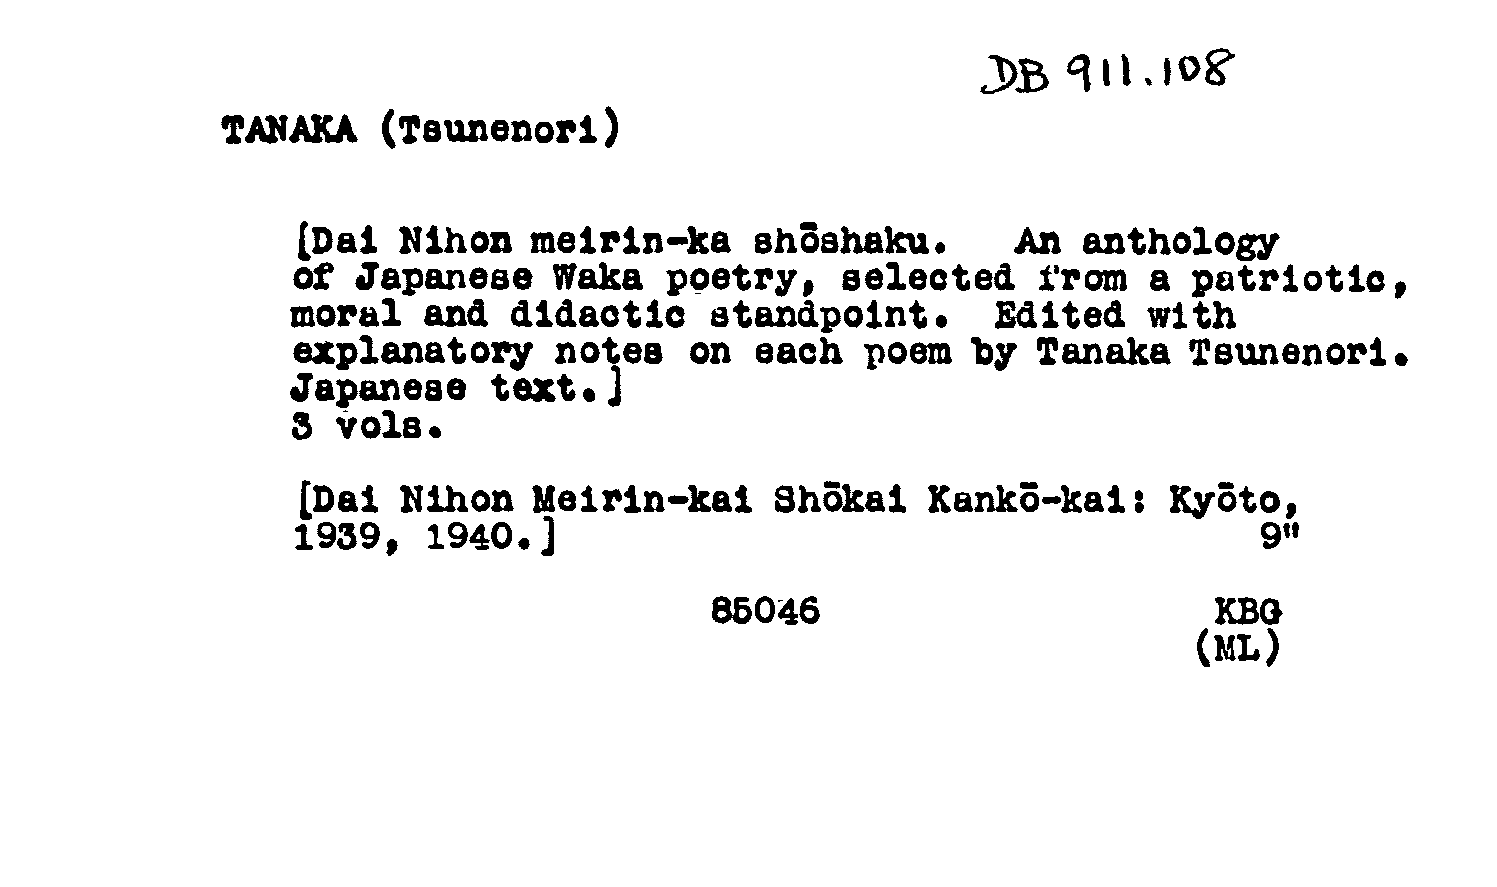 DB 911.108
TANAKA (Tsunenori)
[Dai Nihon meirin-ka shōshaku. An anthology
of Japanese Waka poetry, selected from a patriotic,
moral and didactic standpoint. Edited with
explanatory notes on each poem by Tanaka Tsunenori.
Japanese text.]
3 vols.
[Dai Nihon Meirin-kai Shōkai Kankō-kai: Kyōto,
1939, 1940.] 9"
85046 KBG
(ML)